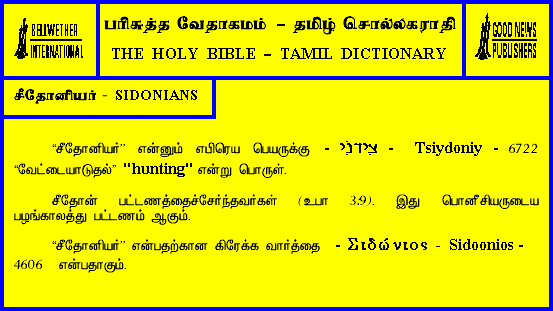 BELLWETHER
INTERNATIONAL
பரிசுத்த வேதாகமம் – தமிழ் சொல்லகராதி
THE HOLY BIBLE – TAMIL DICTIONARY
GOOD NEWS
PUBLISHERS
சீதோனியர் - SIDONIANS
“சீதோனியர்” என்னும் எபிரெய பெயருக்கு - צִידֹנִי - Tsiydoniy - 6722
“வேட்டையாடுதல்” "hunting" என்று பொருள்.
சீதோன் பட்டணத்தைச்சேர்ந்தவர்கள் (உபா 3,9). இது பொனீசியருடைய
பழங்காலத்து பட்டணம் ஆகும்.
“சீதோனியர்” என்பதற்கான கிரேக்க வார்த்தை - Σιδώνιος - Sidoonios -
4606 என்பதாகும்.